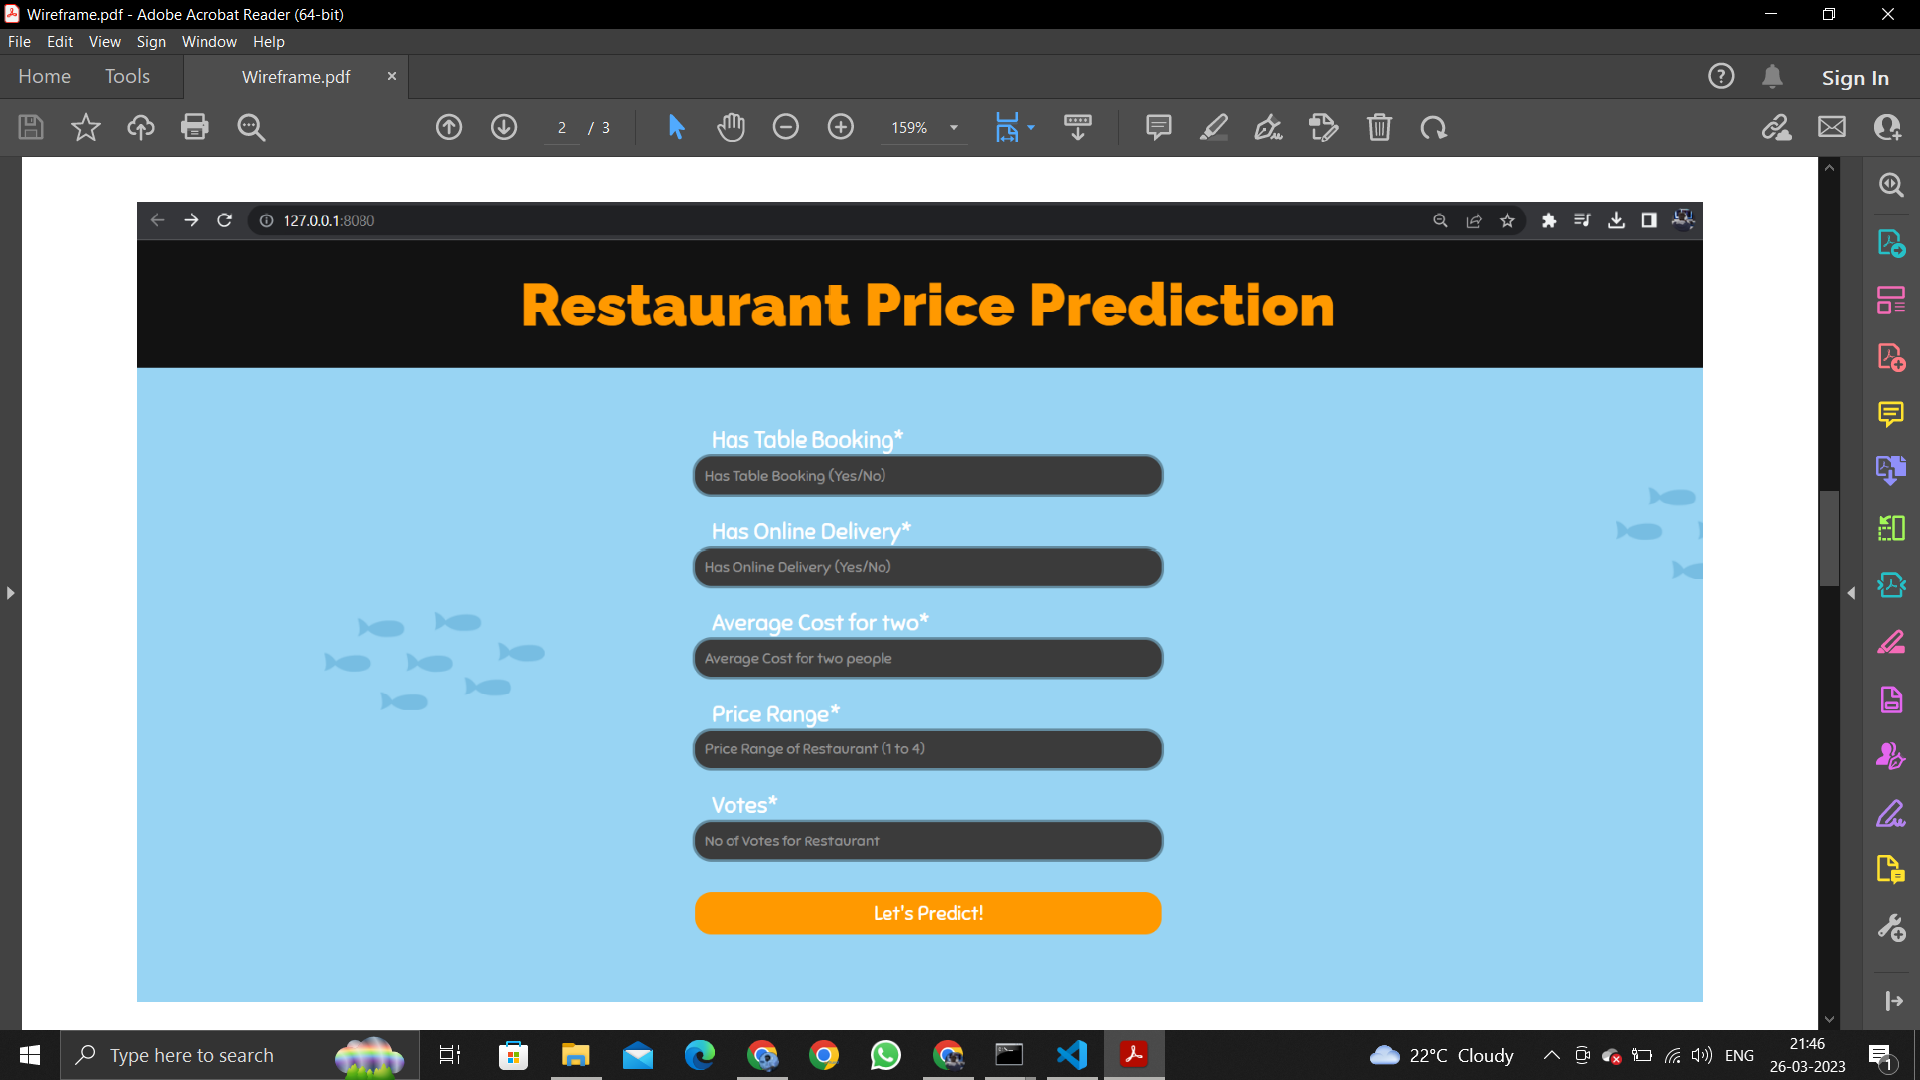 Wireframe.pdf - Adobe Acrobat Reader (64-bit)
File Edit View Sign Window Help
Home Tools Wireframe.pdf × Sign In
2 / 3 159%
127.0.0.1:8080
Restaurant Price Prediction
Has Table Booking*
Has Table Booking (Yes/No)
Has Online Delivery*
Has Online Delivery (Yes/No)
Average Cost for two*
Average Cost for two people
Price Range*
Price Range of Restaurant (1 to 4)
Votes*
No of Votes for Restaurant
Let's Predict!
Type here to search 22°C Cloudy ENG 21:46
26-03-2023 1